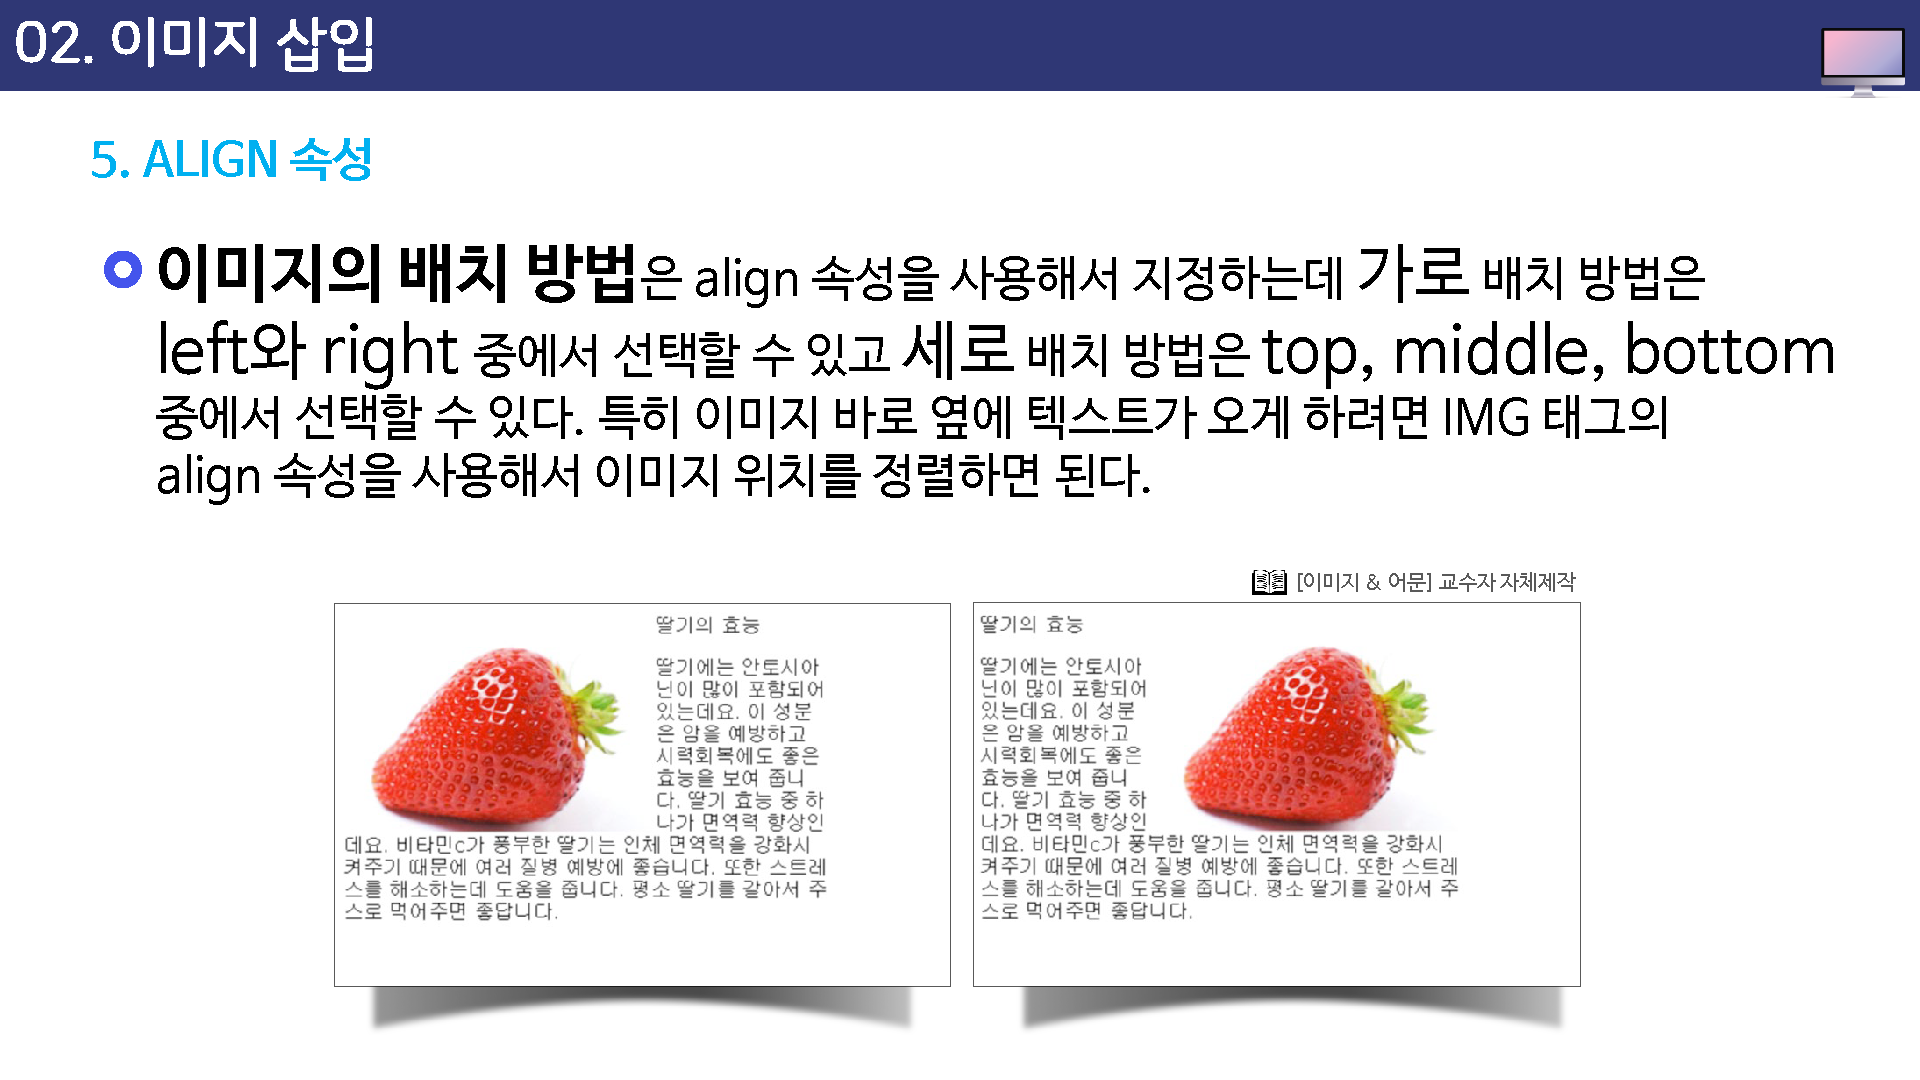 02. 이미지 삽입
5. ALIGN 속성
이미지의 배치 방법은 align 속성을 사용해서 지정하는데 가로 배치 방법은
left와 right 중에서 선택할 수 있고 세로 배치 방법은 top, middle, bottom
중에서 선택할 수 있다. 특히 이미지 바로 옆에 텍스트가 오게 하려면 IMG 태그의
align 속성을 사용해서 이미지 위치를 정렬하면 된다.
[이미지 & 어문] 교수자 자체제작
딸기의 효능
딸기에는 안토시아
닌이 많이 포함되어
있는데요. 이 성분
은 암을 예방하고
시력회복에도 좋은
효능을 보여 줍니
다. 딸기 효능 중 하
나가 면역력 향상인
데요. 비타민c가 풍부한 딸기는 인체 면역력을 강화시
켜주기 때문에 여러 질병 예방에 좋습니다. 또한 스트레
스를 해소하는데 도움을 줍니다. 평소 딸기를 갈아서 주
스로 먹어주면 좋답니다.
딸기의 효능
딸기에는 안토시아
닌이 많이 포함되어
있는데요. 이 성분
은 암을 예방하고
시력회복에도 좋은
효능을 보여 줍니
다. 딸기 효능 중 하
나가 면역력 향상인
데요. 비타민c가 풍부한 딸기는 인체 면역력을 강화시
켜주기 때문에 여러 질병 예방에 좋습니다. 또한 스트레
스를 해소하는데 도움을 줍니다. 평소 딸기를 갈아서 주
스로 먹어주면 좋답니다.